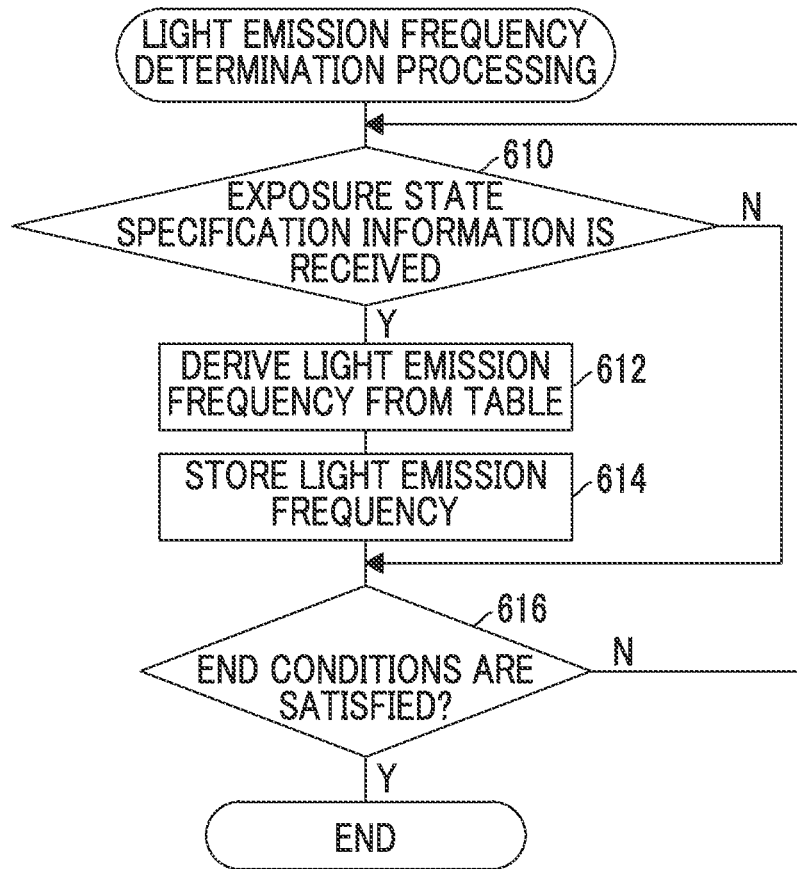 LIGHT EMISSION FREQUENCY
DETERMINATION PROCESSING
610
EXPOSURE STATE
SPECIFICATION INFORMATION IS
RECEIVED
N
Y
DERIVE LIGHT EMISSION
FREQUENCY FROM TABLE
612
STORE LIGHT EMISSION
FREQUENCY
614
616
END CONDITIONS ARE
SATISFIED?
N
Y
END